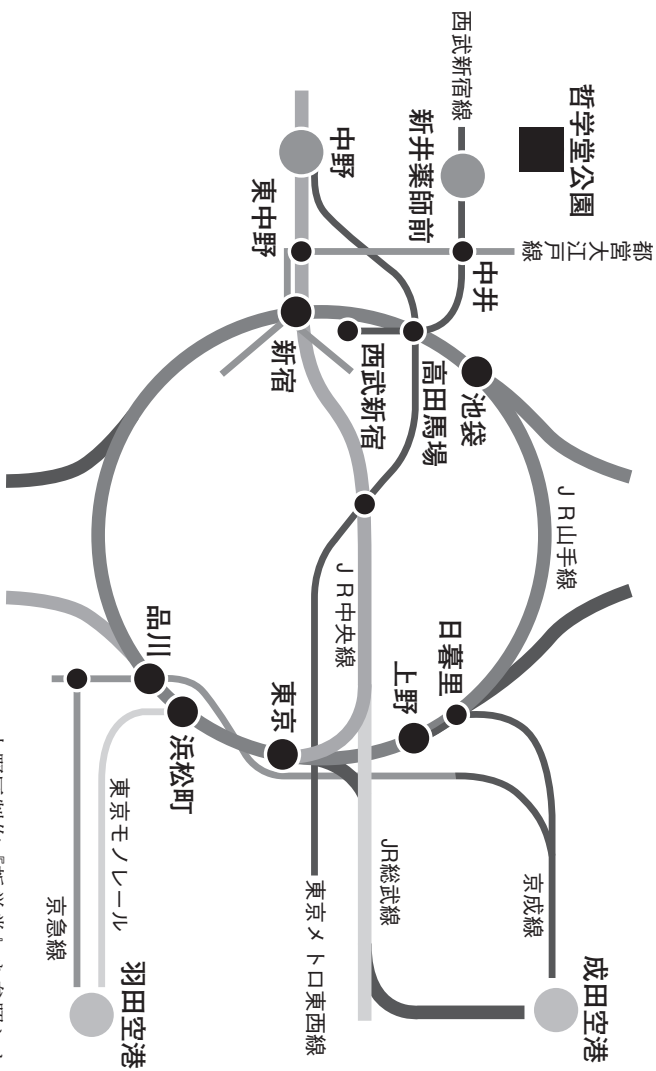 西武新宿線
哲学堂公園
新井薬師前
中野
東中野
都営大江戸線
中井
新宿
西武新宿
高田馬場
池袋
JR山手線
JR中央線
日暮里
上野
東京
品川
浜松町
東京モノレール
京急線
羽田空港
JR総武線
東京メトロ東西線
京成線
成田空港